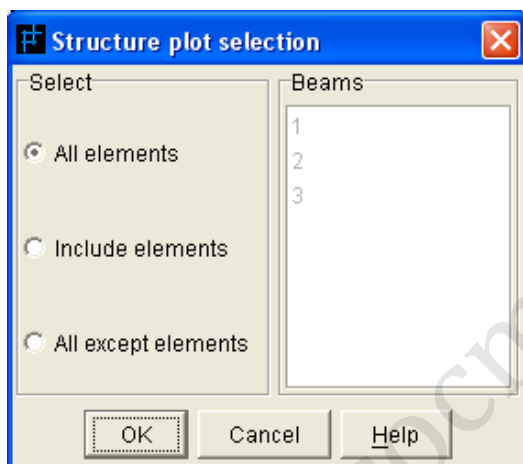 Structure plot selection
Select
All elements
Include elements
All except elements
Beams
1
2
3
OK
Cancel
Help